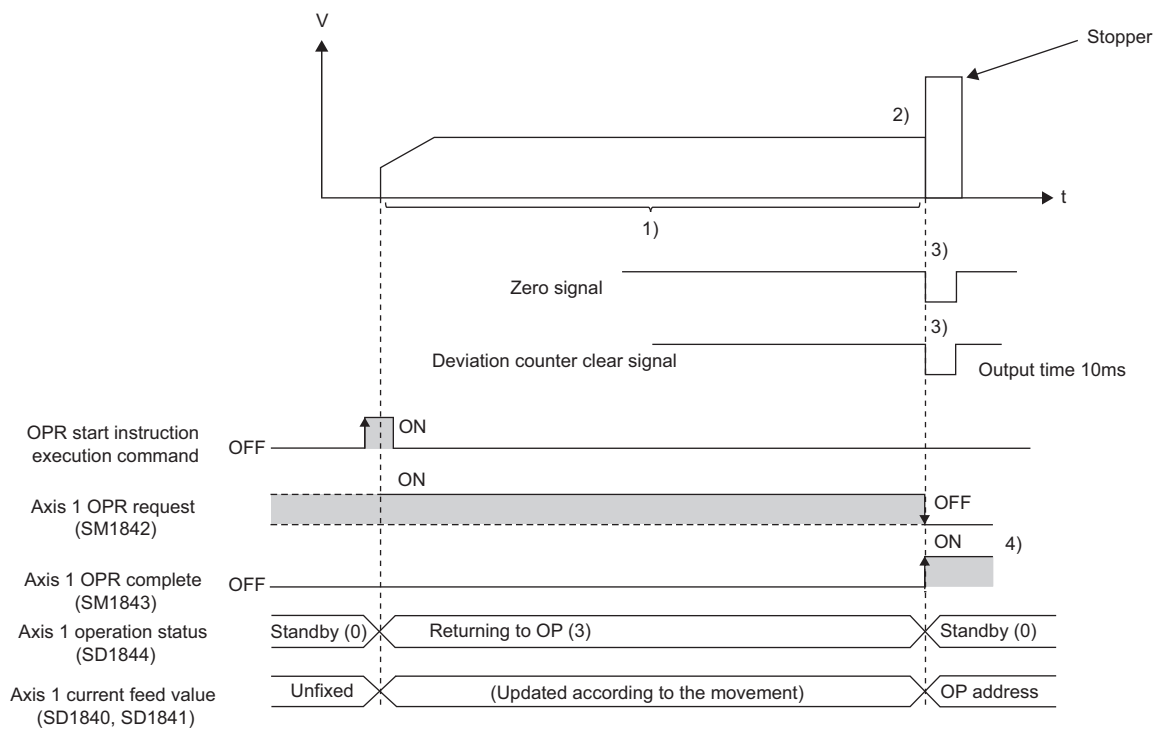 V
Stopper
2)
t
1)
3)
Zero signal
3)
Deviation counter clear signal
Output time 10ms
OPR start instruction
execution command
OFF
ON
ON
Axis 1 OPR request
(SM1842)
OFF
ON
4)
Axis 1 OPR complete
(SM1843)
OFF
Axis 1 operation status
(SD1844)
Standby (0)
Returning to OP (3)
Standby (0)
Axis 1 current feed value
(SD1840, SD1841)
Unfixed
(Updated according to the movement)
OP address